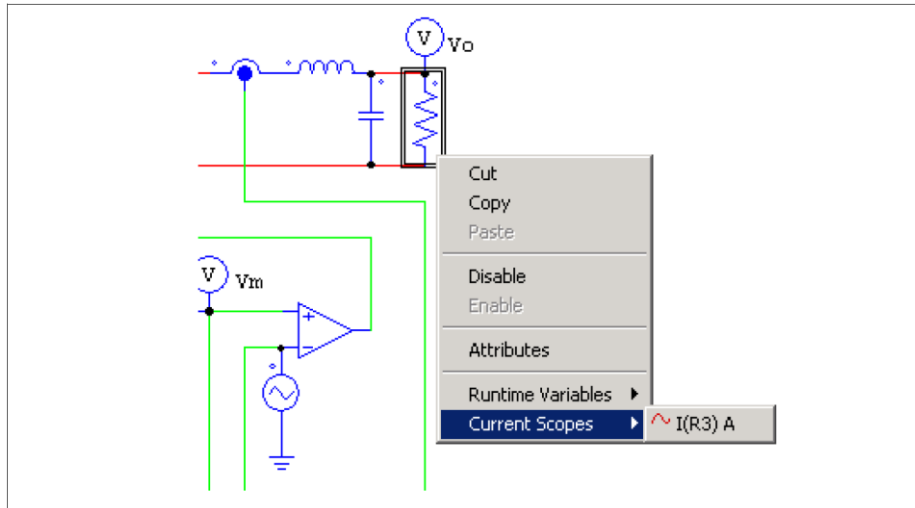 V Vo
Cut
Copy
Paste
V Vm
Disable
Enable
Attributes
Runtime Variables
Current Scopes
I(R3) A